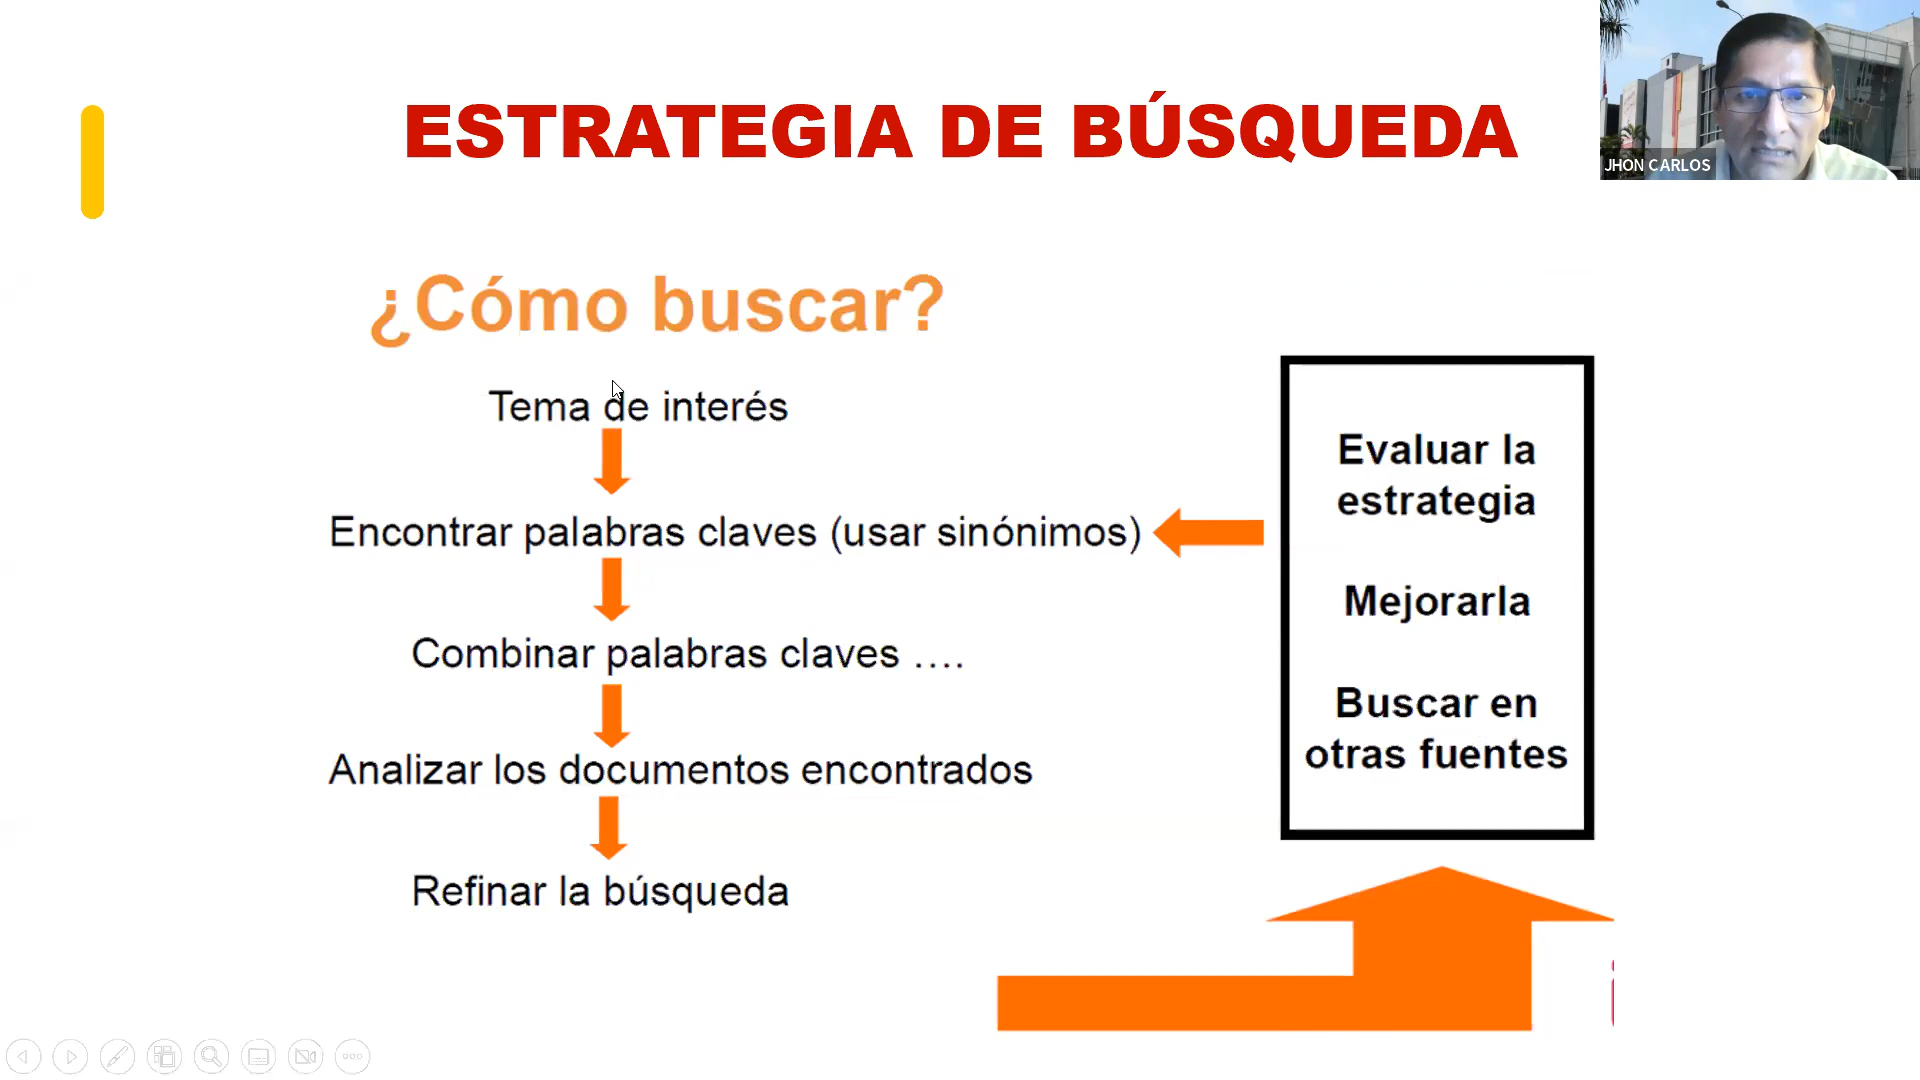 ESTRATEGIA DE BÚSQUEDA
JHON CARLOS
¿Cómo buscar?
Tema de interés
Encontrar palabras claves (usar sinónimos)
Combinar palabras claves ....
Analizar los documentos encontrados
Refinar la búsqueda
Evaluar la
estrategia
Mejorarla
Buscar en
otras fuentes